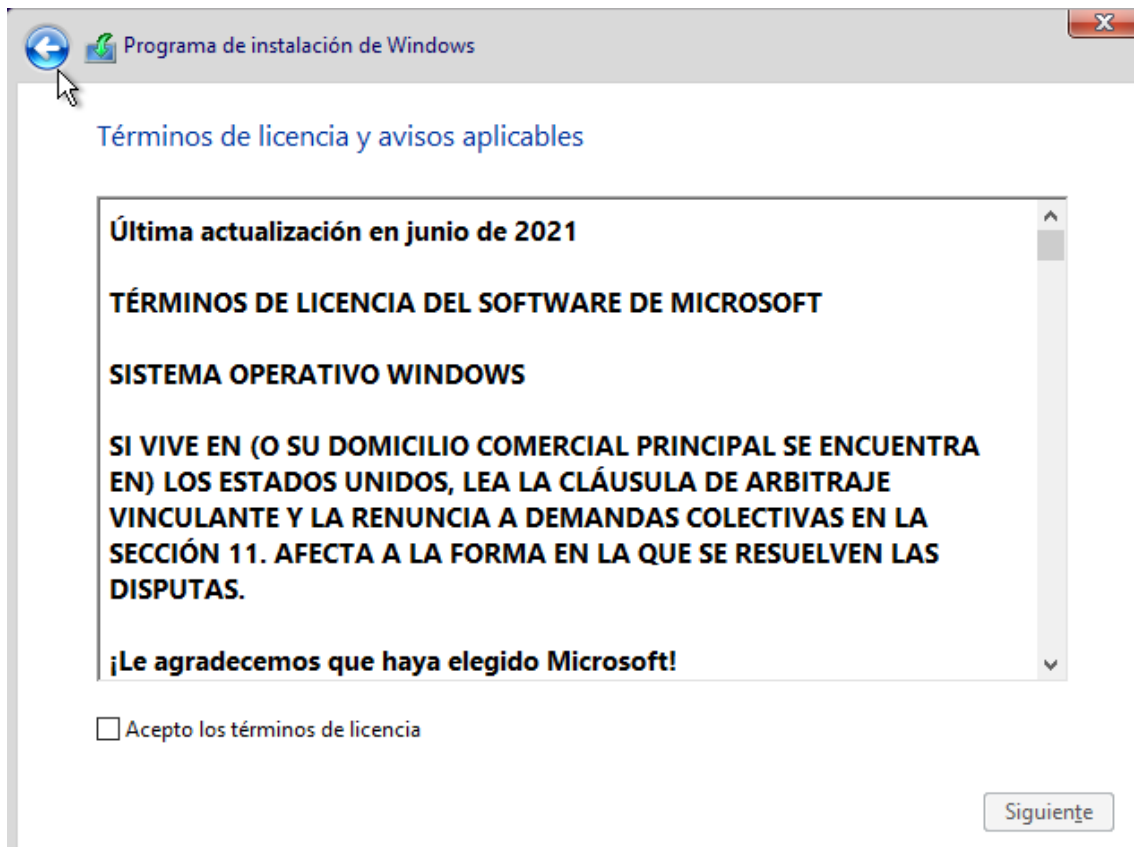 Programa de instalación de Windows
Términos de licencia y avisos aplicables
Última actualización en junio de 2021
TÉRMINOS DE LICENCIA DEL SOFTWARE DE MICROSOFT
SISTEMA OPERATIVO WINDOWS
SI VIVE EN (O SU DOMICILIO COMERCIAL PRINCIPAL SE ENCUENTRA
EN) LOS ESTADOS UNIDOS, LEA LA CLÁUSULA DE ARBITRAJE
VINCULANTE Y LA RENUNCIA A DEMANDAS COLECTIVAS EN LA
SECCIÓN 11. AFECTA A LA FORMA EN LA QUE SE RESUELVEN LAS
DISPUTAS.
¡Le agradecemos que haya elegido Microsoft!
Acepto los términos de licencia
Siguiente